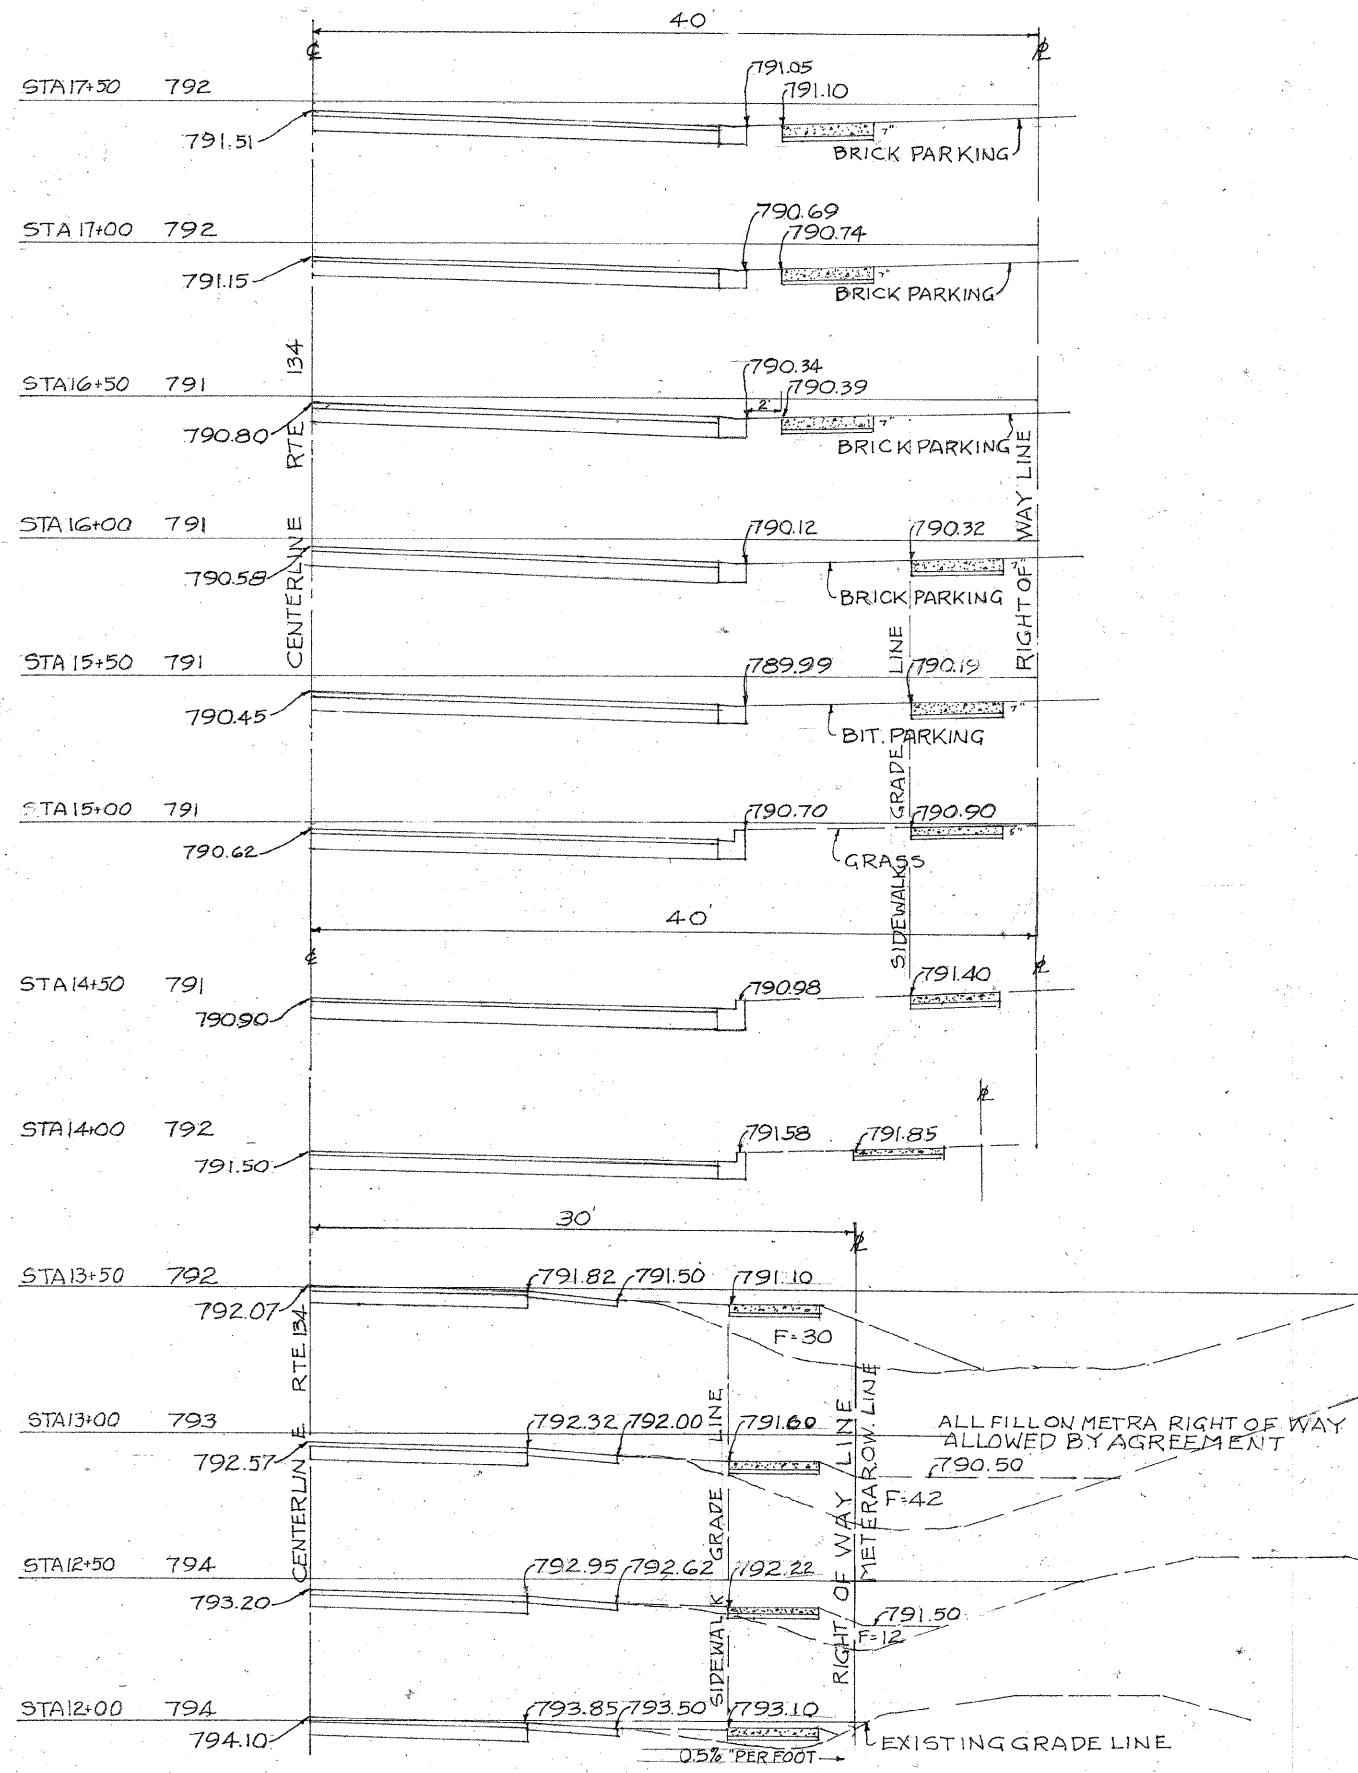 40'
℄
℄
STA 17+50 792
791.05
791.10
791.51
7"
BRICK PARKING
STA 17+00 792
790.69
790.74
791.15
7"
BRICK PARKING
STA 16+50 791
790.34
790.39
2'
790.80
7"
BRICK PARKING
CENTERLINE RTE 134
RIGHT OF WAY LINE
STA 16+00 791
790.12
790.32
790.58
7"
BRICK PARKING
STA 15+50 791
789.99
790.19
790.45
7"
BIT. PARKING
SIDEWALK GRADE LINE
STA 15+00 791
790.70
790.90
790.62
5"
GRASS
40'
℄
STA 14+50 791
790.98
791.40
790.90
STA 14+00 792
791.58
791.85
791.50
30'
STA 13+50 792
791.82
791.50
791.10
792.07
F=30
CENTERLINE RTE. 134
SIDEWALK GRADE LINE
RIGHT OF WAY LINE
METERA R.O.W. LINE
STA 13+00 793
792.32
792.00
791.60
ALL FILL ON METRA RIGHT OF WAY
ALLOWED BY AGREEMENT
792.57
790.50
F=42
STA 12+50 794
792.95
792.62
792.22
793.20
791.50
F=12
STA 12+00 794
793.85
793.50
793.10
794.10
EXISTING GRADE LINE
0.5% "PER FOOT